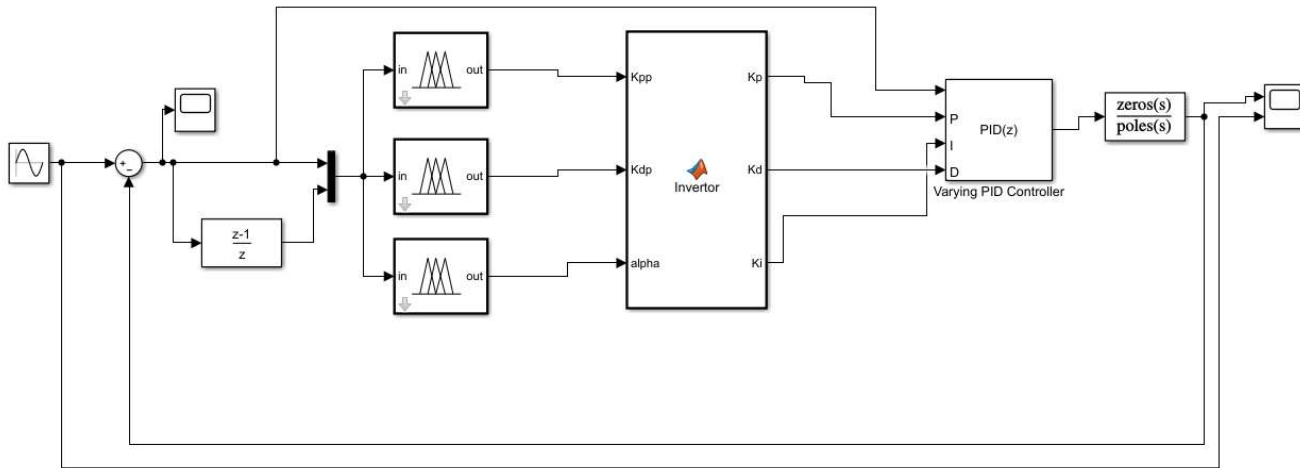 z-1
z
in
out
in
out
in
out
Kpp
Kdp
alpha
Invertor
Kp
Kd
Ki
P
I
D
PID(z)
Varying PID Controller
zeros(s)
poles(s)